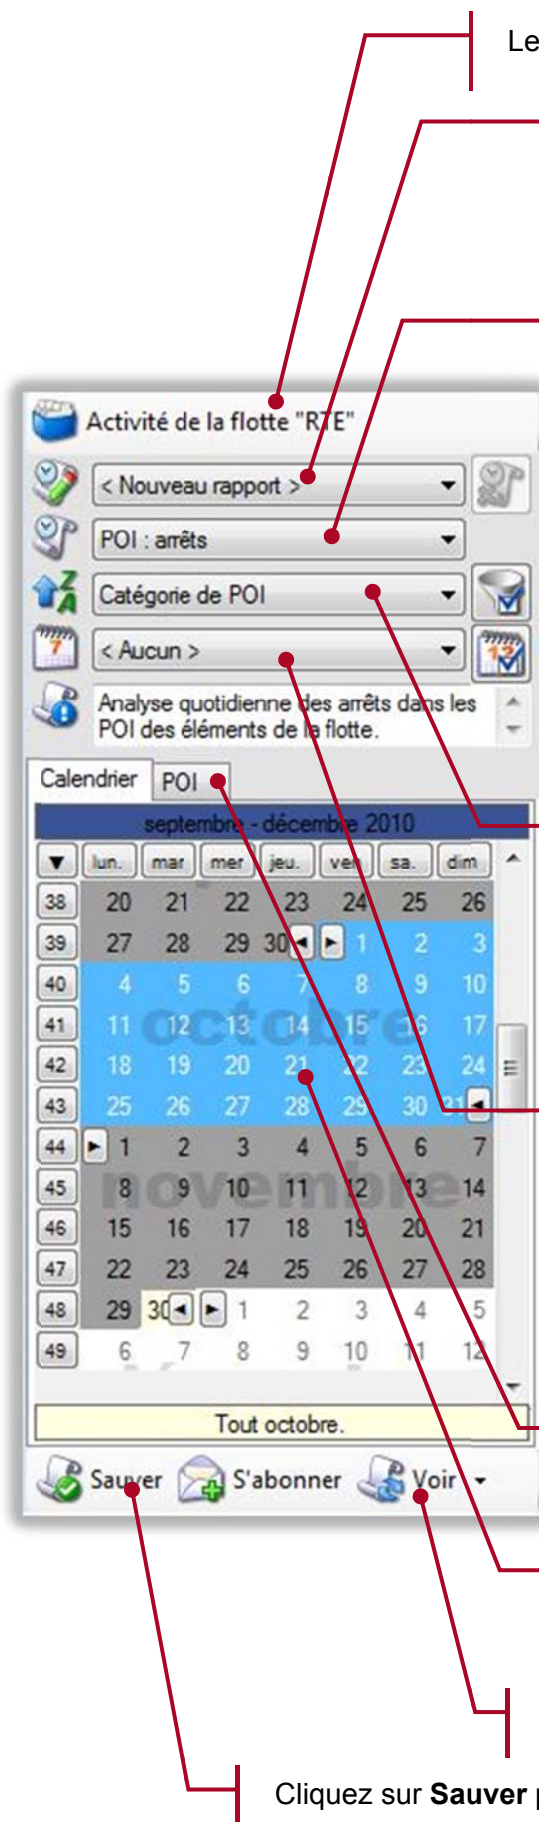 Le
Activité de la flotte "RTE"
< Nouveau rapport >
POI : arrêts
Catégorie de POI
< Aucun >
Analyse quotidienne des arrêts dans les
POI des éléments de la flotte.
Calendrier POI
septembre - décembre 2010
lun. mar mer jeu. ven sa. dim
38 20 21 22 23 24 25 26
39 27 28 29 30 1 2 3
40 4 5 6 7 8 9 10
octobre
41 11 12 13 14 15 16 17
42 18 19 20 21 22 23 24
43 25 26 27 28 29 30 31
44 1 2 3 4 5 6 7
novembre
45 8 9 10 11 12 13 14
46 15 16 17 18 19 20 21
47 22 23 24 25 26 27 28
48 29 30 1 2 3 4 5
49 6 7 8 9 10 11 12
Tout octobre.
Sauver S'abonner Voir
Cliquez sur Sauver